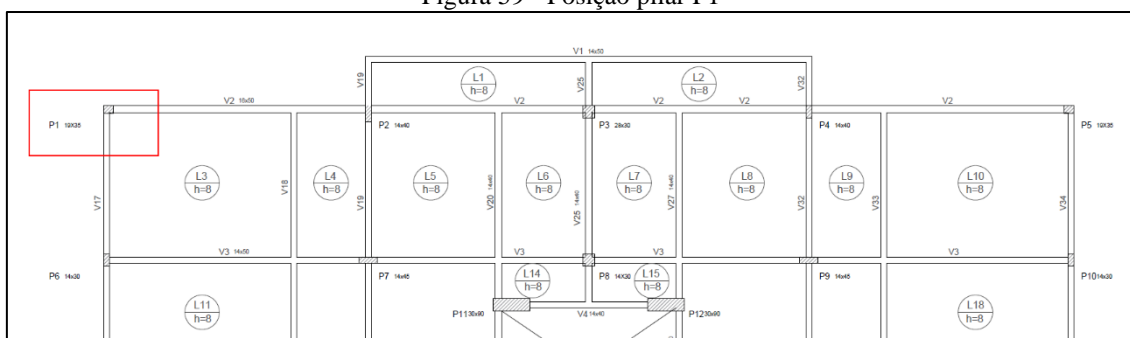 Figura 39 - Posição pilar P1
V1 14x50
V19
L1
h=8
V25
L2
h=8
V32
V2
V2
V2
V2
V2
P1 19X35
P2 14x40
P3
P4 14x40
P5 19X35
V17
L3
h=8
V18
L4
h=8
V19
L5
h=8
V20 14x40
L6
h=8
V25 14x40
L7
h=8
V27 14x40
L8
h=8
V32
L9
h=8
V33
L10
h=8
V34
V3 14x50
V3
V3
V3
P6 14x30
P7 14x45
L14
h=8
P8 14X30
L15
h=8
P9 14x45
P10 14x30
L11
h=8
P11 30x90
V4 14x40
P12 30x90
L18
h=8